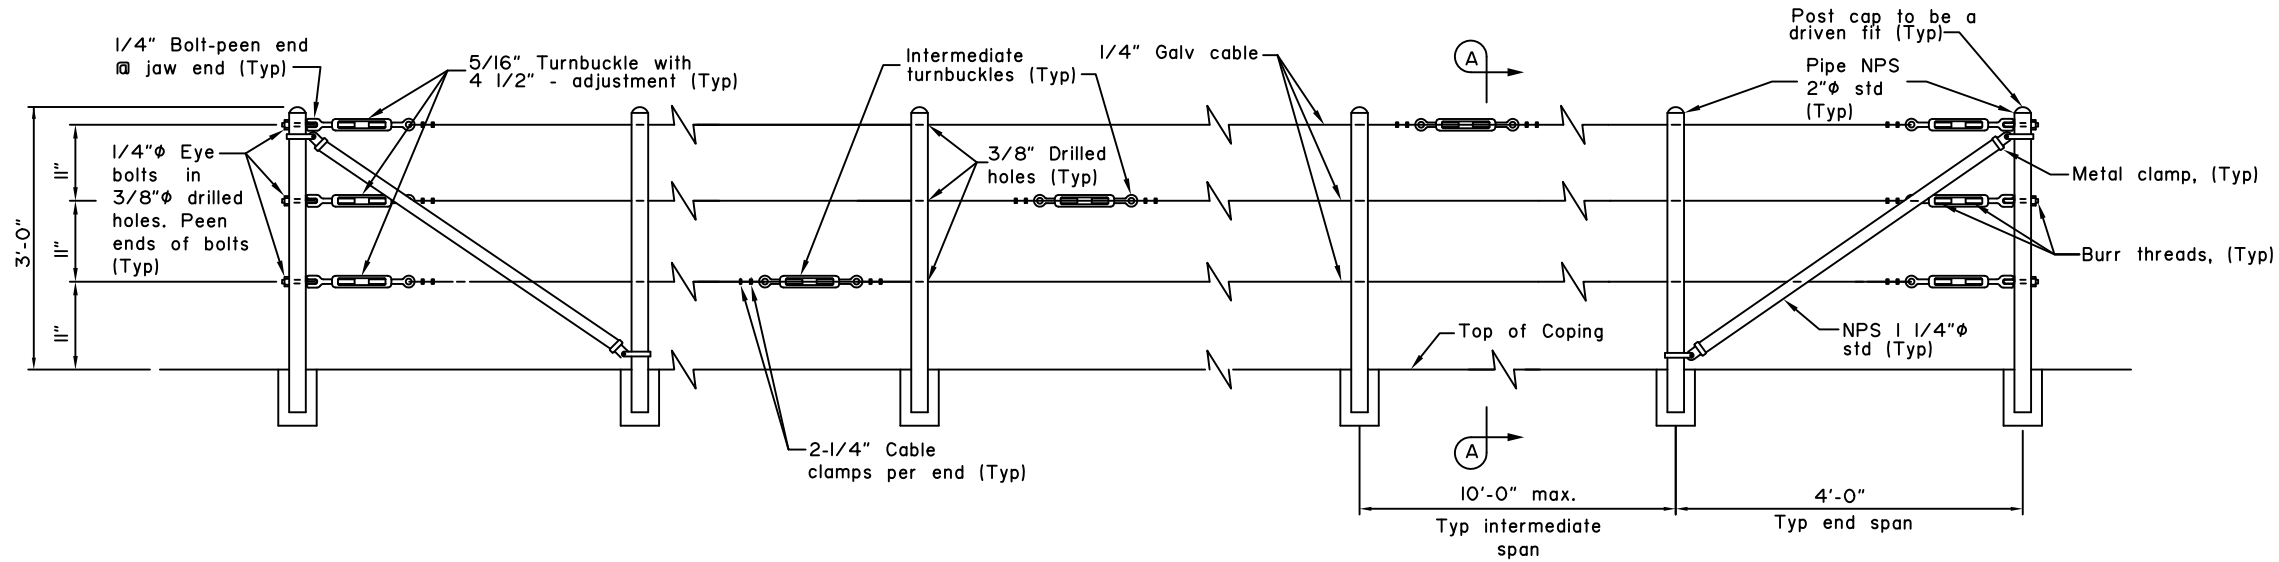 1/4" Bolt-peen end
@ jaw end (Typ)
5/16" Turnbuckle with
4 1/2" - adjustment (Typ)
Intermediate
turnbuckles (Typ)
1/4" Galv cable
A
Post cap to be a
driven fit (Typ)
Pipe NPS
2"ϕ std
(Typ)
1/4"ϕ Eye
bolts in
3/8"ϕ drilled
holes. Peen
ends of bolts
(Typ)
3'-0"
11"
11"
11"
3/8" Drilled
holes (Typ)
Metal clamp, (Typ)
Burr threads, (Typ)
Top of Coping
NPS 1 1/4"ϕ
std (Typ)
2-1/4" Cable
clamps per end (Typ)
A
10'-0" max.
Typ intermediate
span
4'-0"
Typ end span